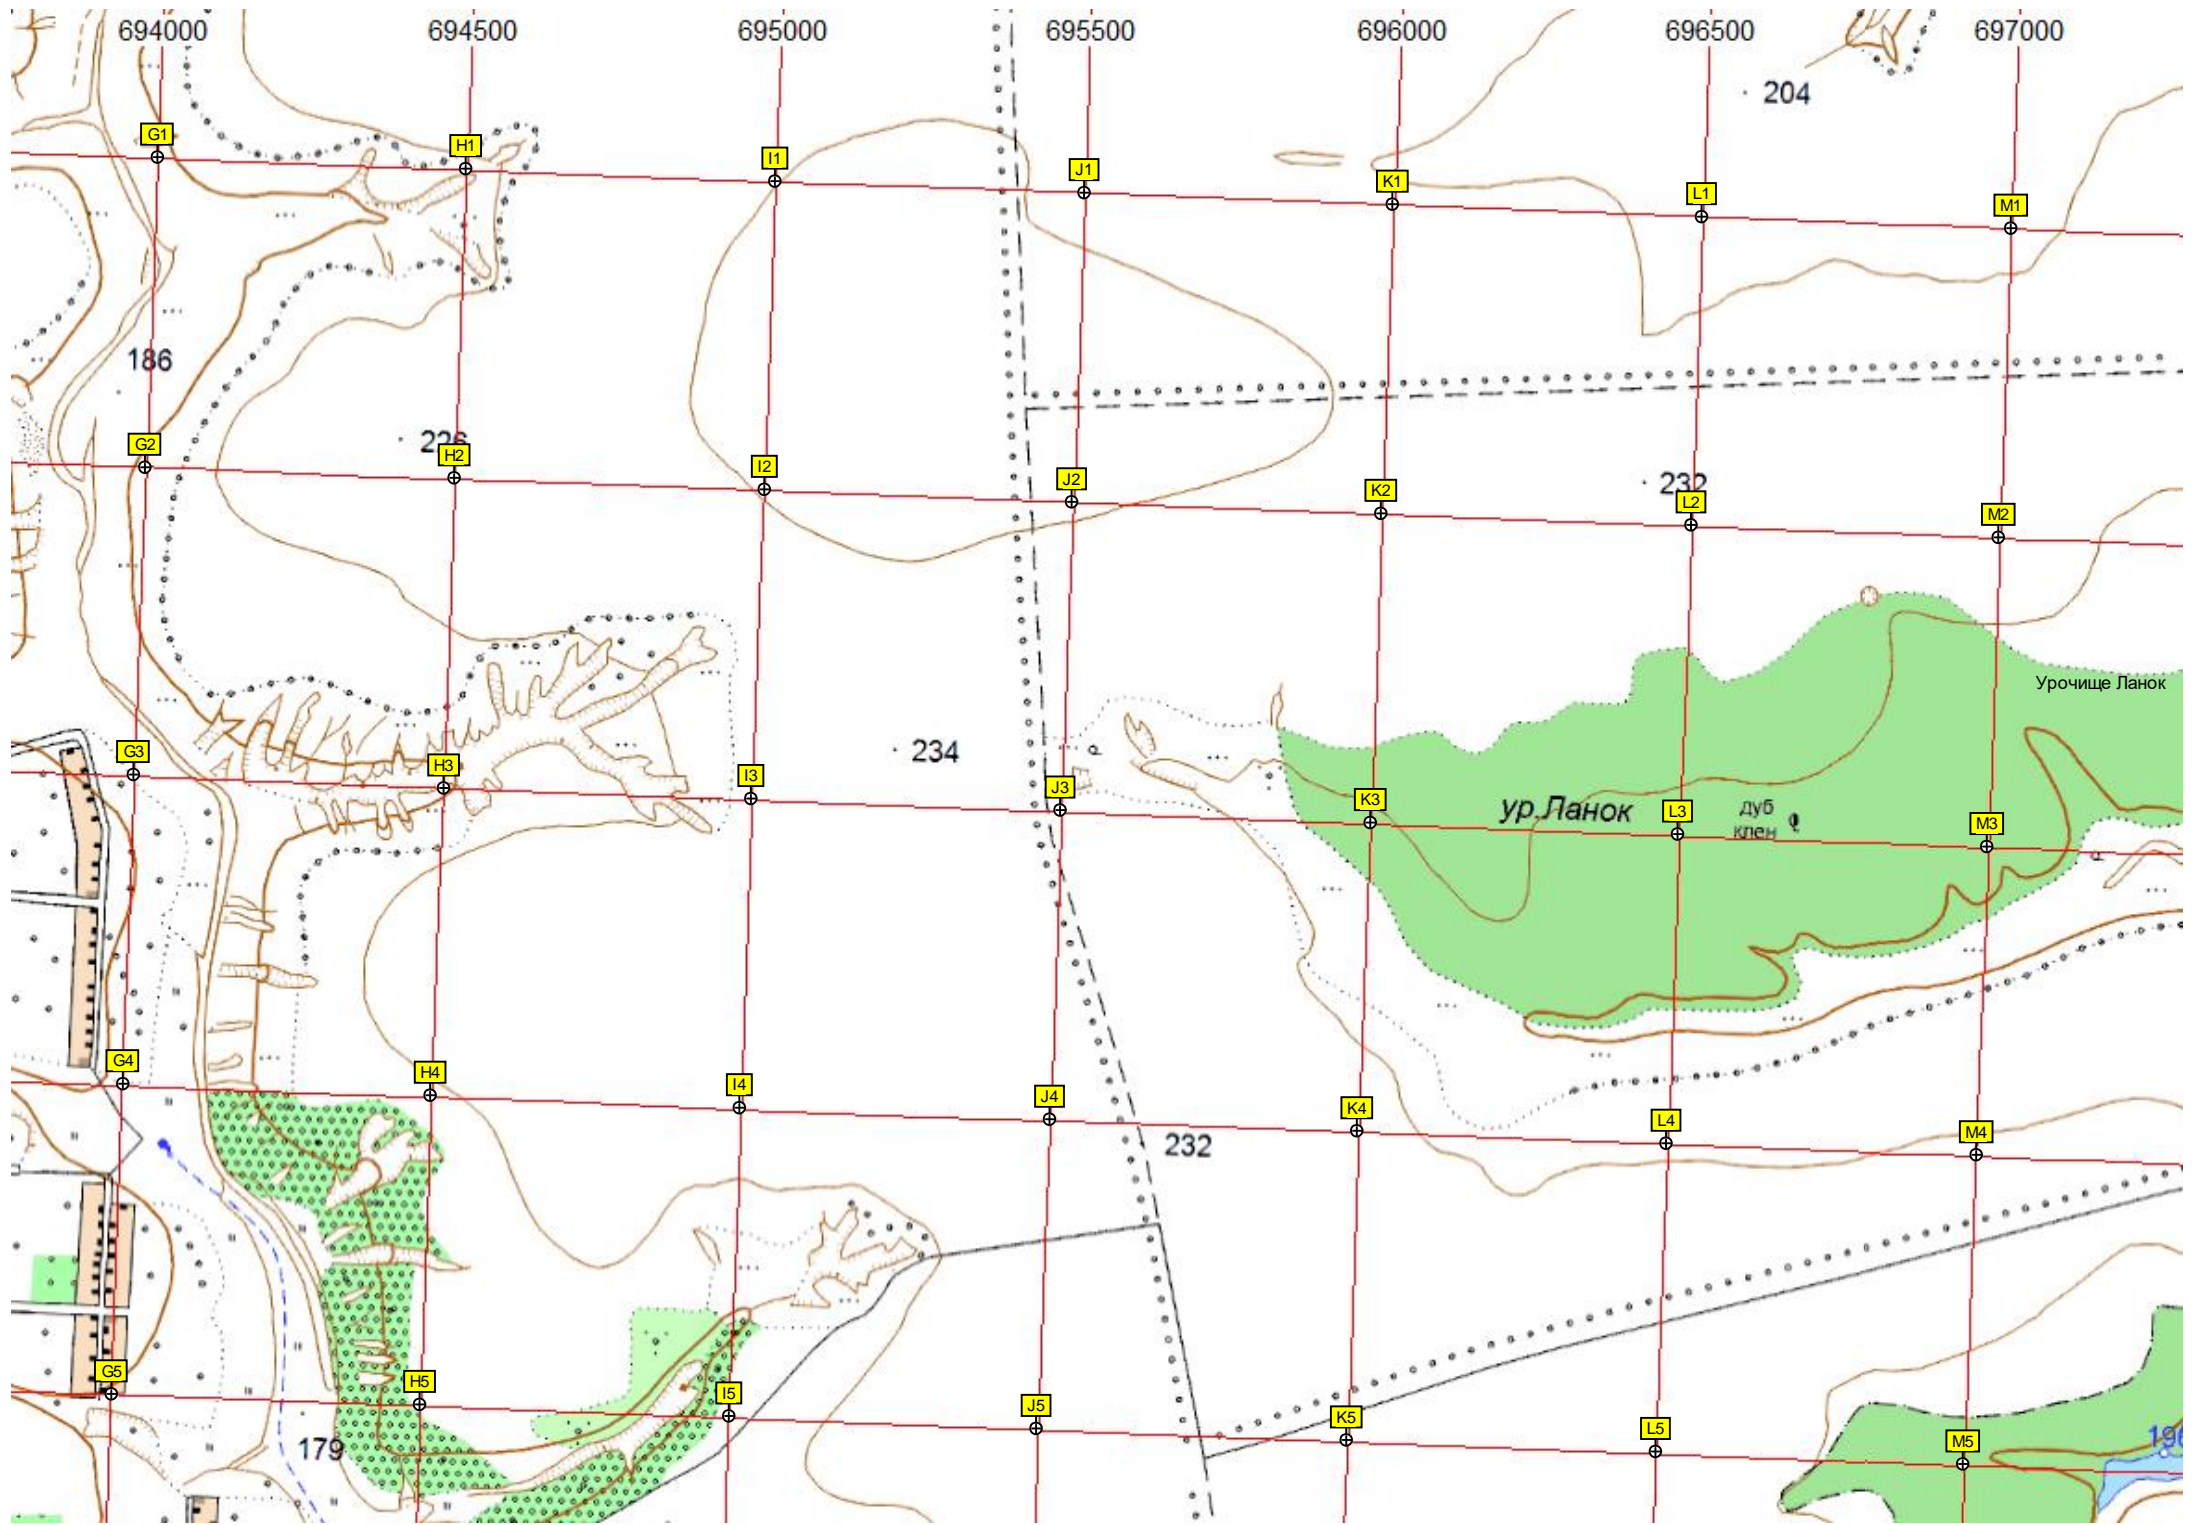 694000 694500 695000 695500 696000 696500 697000
204
G1 H1 I1 J1 K1 L1 M1
186
226
G2 H2 I2 J2 K2 L2 M2
232
Урочище Ланок
234
G3 H3 I3 J3 K3 L3 M3
ур.Ланок
дуб
клен
G4 H4 I4 J4 K4 L4 M4
232
G5 H5 I5 J5 K5 L5 M5
179
196